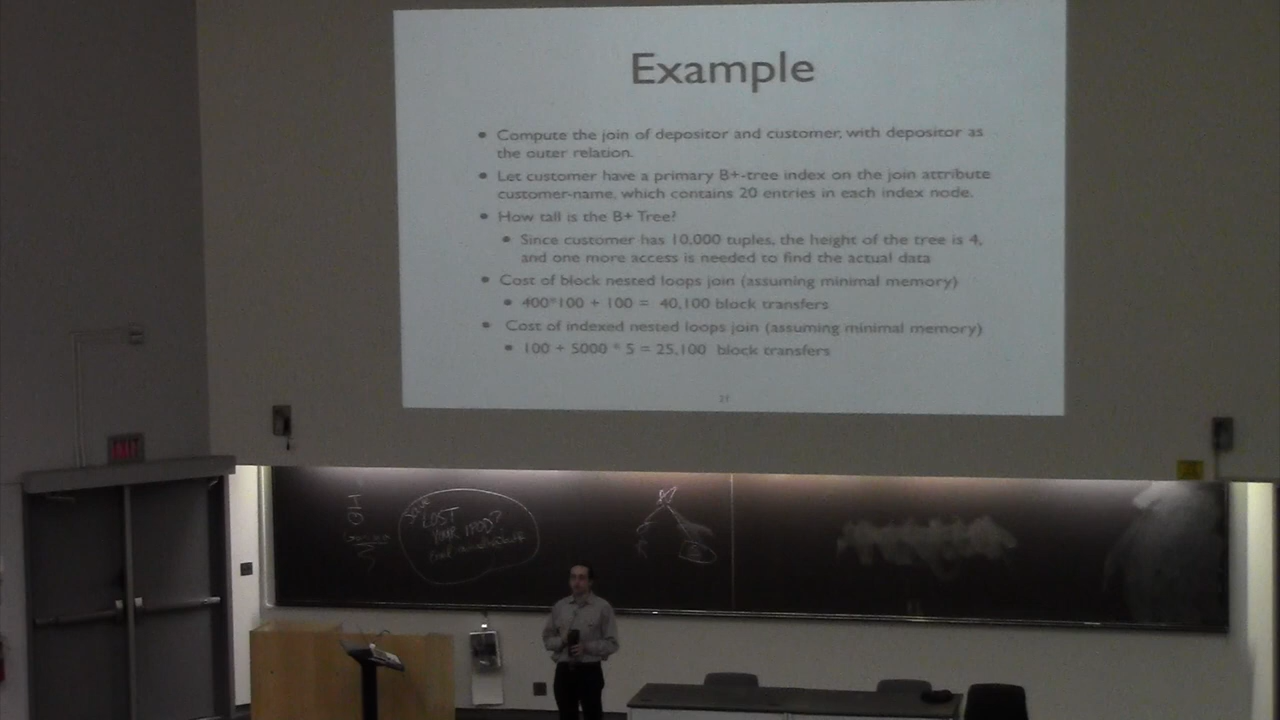 Example
• Compute the join of depositor and customer, with depositor as
the outer relation.
• Let customer have a primary B+-tree index on the join attribute
customer-name, which contains 20 entries in each index node.
• How tall is the B+ Tree?
• Since customer has 10,000 tuples, the height of the tree is 4,
and one more access is needed to find the actual data
• Cost of block nested loops join (assuming minimal memory)
• 400*100 + 100 = 40,100 block transfers
• Cost of indexed nested loops join (assuming minimal memory)
• 100 + 5000 * 5 = 25,100 block transfers
EXIT
LOST
YOUR IPOD?